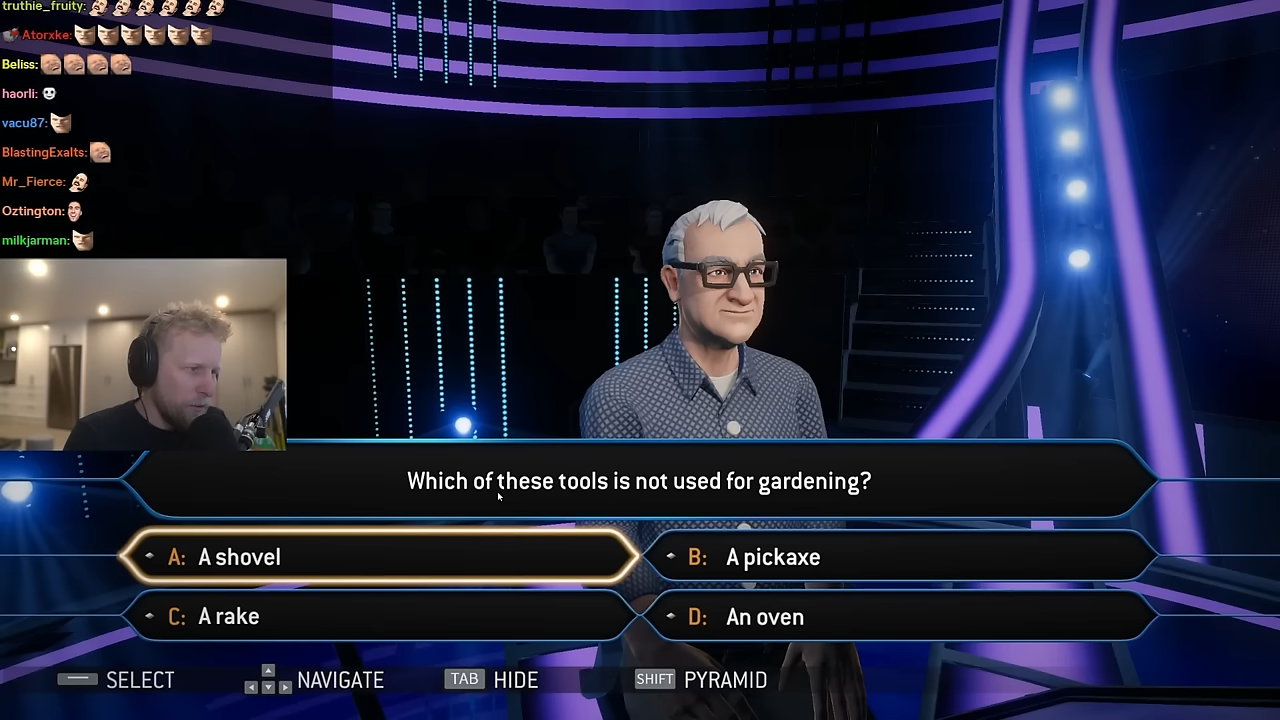 truthie_fruity:
Atorxke:
Beliss:
haorli:
vacu87:
BlastingExalts:
Mr_Fierce:
Oztington:
milkjarman:
Which of these tools is not used for gardening?
A: A shovel
B: A pickaxe
C: A rake
D: An oven
SELECT
NAVIGATE
TAB HIDE
SHIFT PYRAMID